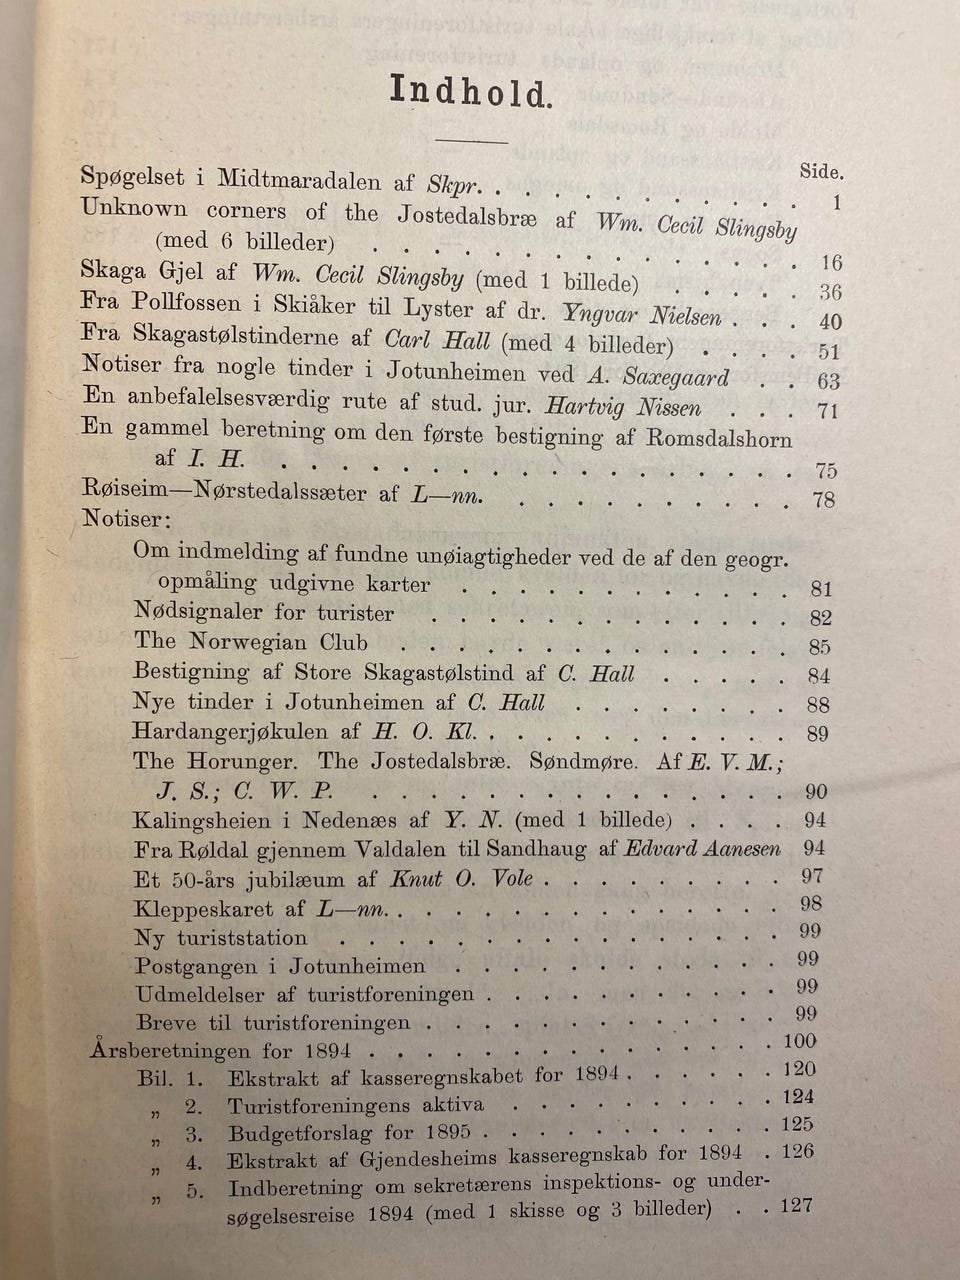 Indhold.
Side.
Spøgelset i Midtmaradalen af Skpr. . . . . . . . . . . . 1
Unknown corners of the Jostedalsbræ af Wm. Cecil Slingsby
(med 6 billeder) . . . . . . . . . . . . . . . . 16
Skaga Gjel af Wm. Cecil Slingsby (med 1 billede) . . . . . 36
Fra Pollfossen i Skiåker til Lyster af dr. Yngvar Nielsen . . . 40
Fra Skagastølstinderne af Carl Hall (med 4 billeder) . . . . 51
Notiser fra nogle tinder i Jotunheimen ved A. Saxegaard . . 63
En anbefalelsesværdig rute af stud. jur. Hartvig Nissen . . . 71
En gammel beretning om den første bestigning af Romsdalshorn
af I. H. . . . . . . . . . . . . . . . . . . . 75
Røiseim—Nørstedalssæter af L—nn. . . . . . . . . . . 78
Notiser:
Om indmelding af fundne unøiagtigheder ved de af den geogr.
opmåling udgivne karter . . . . . . . . . . . . 81
Nødsignaler for turister . . . . . . . . . . . . . 82
The Norwegian Club . . . . . . . . . . . . . . 85
Bestigning af Store Skagastølstind af C. Hall . . . . . 84
Nye tinder i Jotunheimen af C. Hall . . . . . . . . 88
Hardangerjøkulen af H. O. Kl. . . . . . . . . . . . 89
The Horunger. The Jostedalsbræ. Søndmøre. Af E. V. M.;
J. S.; C. W. P. . . . . . . . . . . . . . . . 90
Kalingsheien i Nedenæs af Y. N. (med 1 billede) . . . . 94
Fra Røldal gjennem Valdalen til Sandhaug af Edvard Aanesen 94
Et 50-års jubilæum af Knut O. Vole . . . . . . . . . 97
Kleppeskaret af L—nn. . . . . . . . . . . . . . . 98
Ny turiststation . . . . . . . . . . . . . . . . 99
Postgangen i Jotunheimen . . . . . . . . . . . . 99
Udmeldelser af turistforeningen . . . . . . . . . . . 99
Breve til turistforeningen . . . . . . . . . . . . . 99
Årsberetningen for 1894 . . . . . . . . . . . . . . . 100
Bil. 1. Ekstrakt af kasseregnskabet for 1894 . . . . . . 120
„ 2. Turistforeningens aktiva . . . . . . . . . . 124
„ 3. Budgetforslag for 1895 . . . . . . . . . . . 125
„ 4. Ekstrakt af Gjendesheims kasseregnskab for 1894 . 126
„ 5. Indberetning om sekretærens inspektions- og under-
søgelsesreise 1894 (med 1 skisse og 3 billeder) . . 127